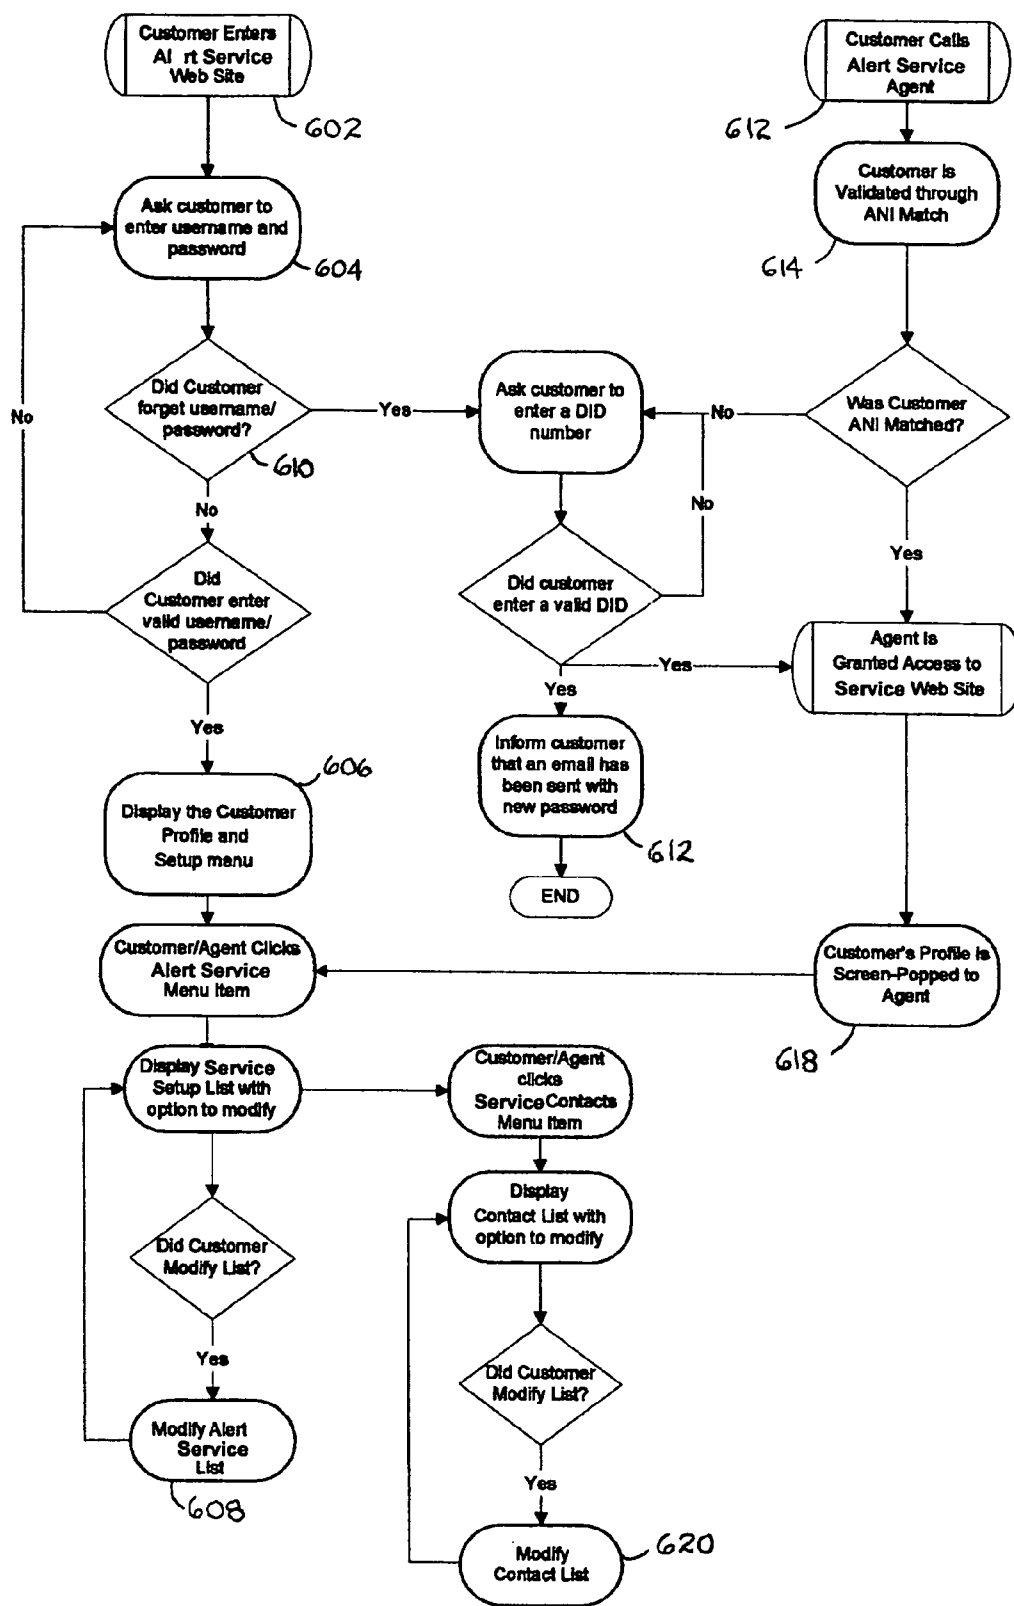 Customer Enters
Al rt Service
Web Site
602
Customer Calls
Alert Service
Agent
612
Ask customer to
enter username and
password
604
Customer is
Validated through
ANI Match
614
Did Customer
forget username/
password?
610
No
Yes
Ask customer to
enter a DID
number
No
Was Customer
ANI Matched?
No
No
Yes
Did
Customer enter
valid username/
password
Did customer
enter a valid DID
Yes
Yes
Agent is
Granted Access to
Service Web Site
Yes
606
Display the Customer
Profile and
Setup menu
Inform customer
that an email has
been sent with
new password
612
END
Customer/Agent Clicks
Alert Service
Menu Item
Customer's Profile is
Screen-Popped to
Agent
618
Display Service
Setup List with
option to modify
Customer/Agent
clicks
Service Contacts
Menu Item
Display
Contact List with
option to modify
Did Customer
Modify List?
Yes
Did Customer
Modify List?
Yes
Modify Alert
Service
List
608
Modify
Contact List
620